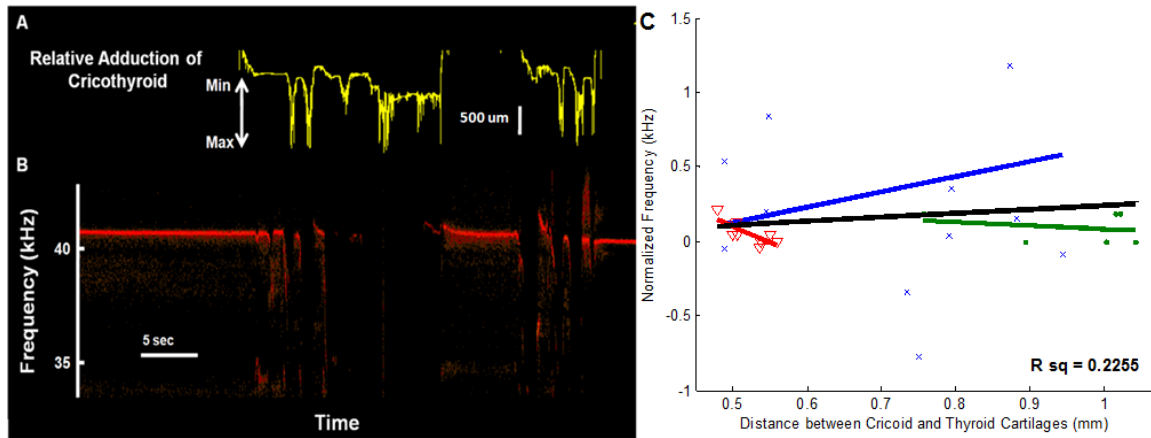 A
Relative Adduction of
Cricothyroid
Min
Max
500 um
B
Frequency (kHz)
40
35
5 sec
Time
C
Normalized Frequency (kHz)
1.5
1
0.5
0
-0.5
-1
0.5
0.6
0.7
0.8
0.9
1
R sq = 0.2255
Distance between Cricoid and Thyroid Cartilages (mm)